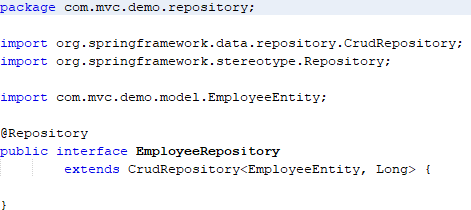 package com.mvc.demo.repository;
import org.springframework.data.repository.CrudRepository;
import org.springframework.stereotype.Repository;
import com.mvc.demo.model.EmployeeEntity;
@Repository
public interface EmployeeRepository
extends CrudRepository<EmployeeEntity, Long> {
}